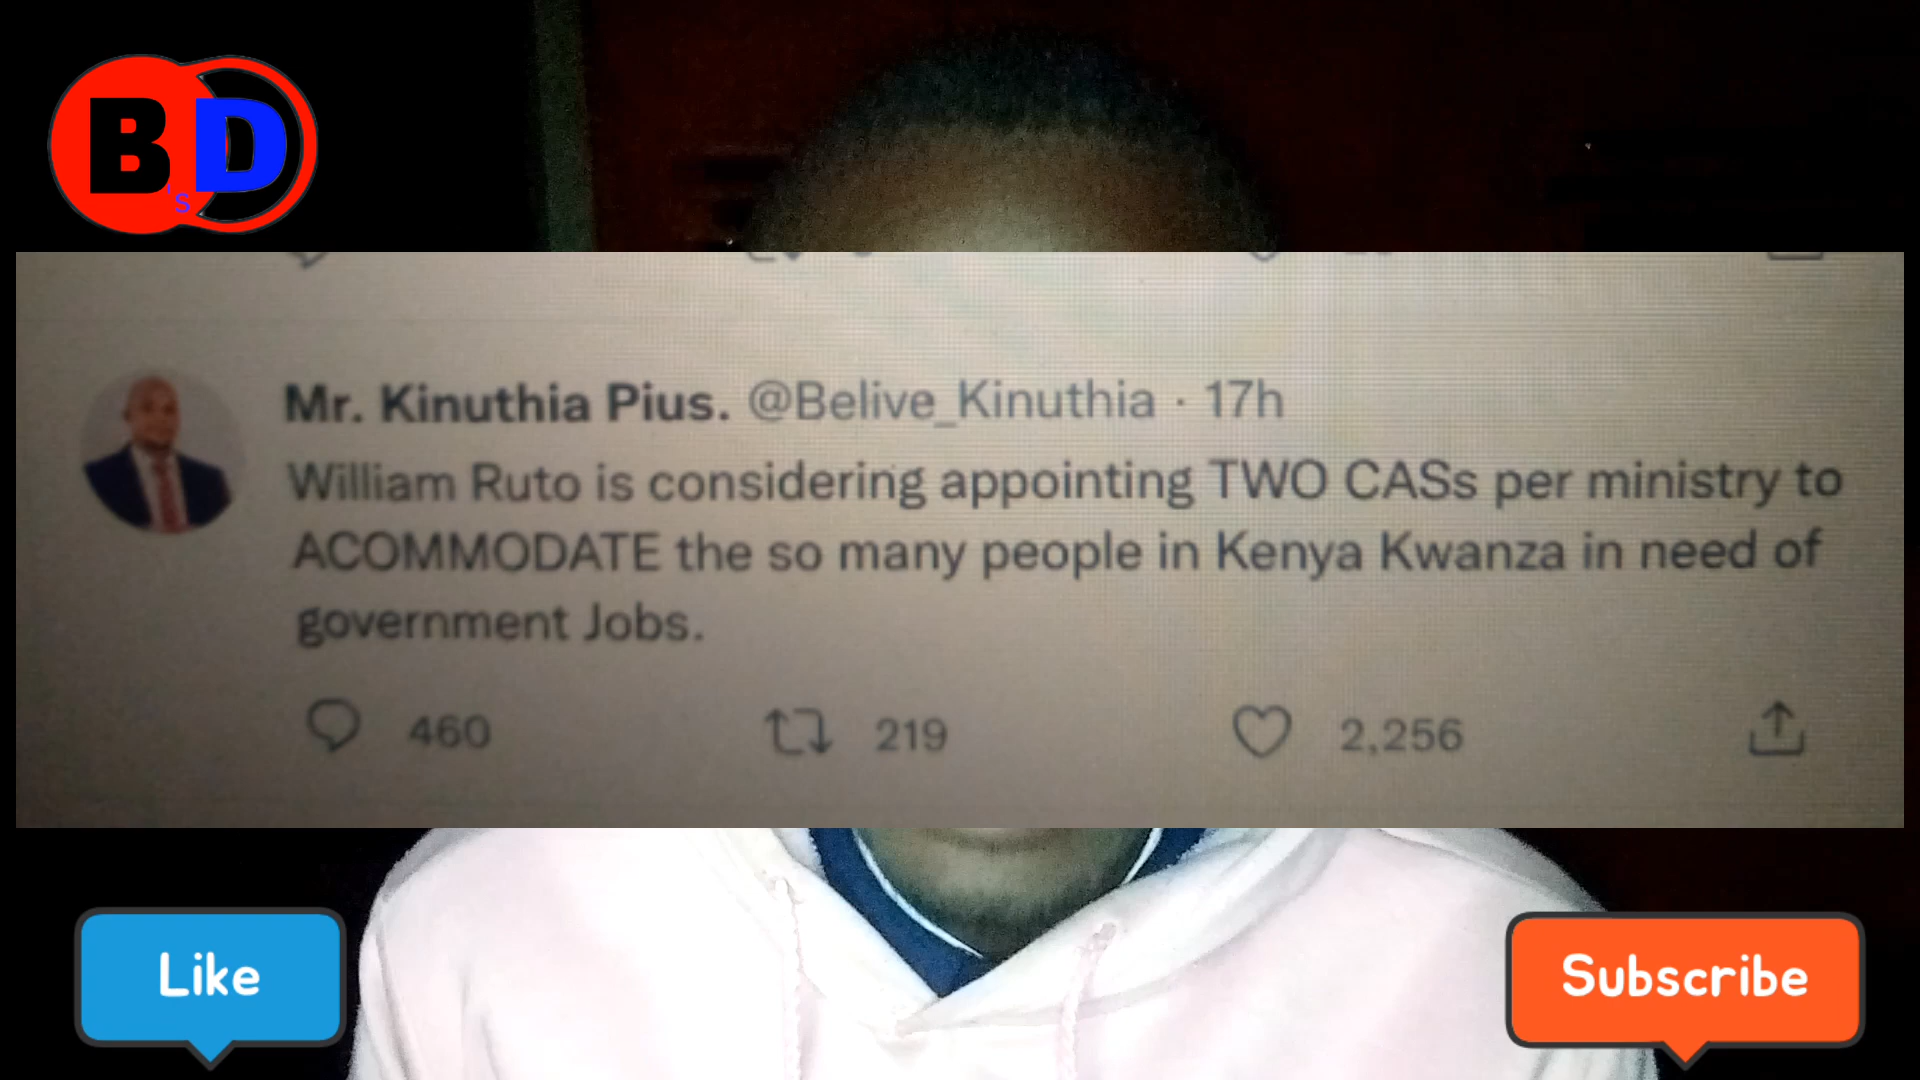 B's D
Mr. Kinuthia Pius. @Belive_Kinuthia · 17h
William Ruto is considering appointing TWO CASs per ministry to
ACOMMODATE the so many people in Kenya Kwanza in need of
government Jobs.
460 219 2,256
Like
Subscribe